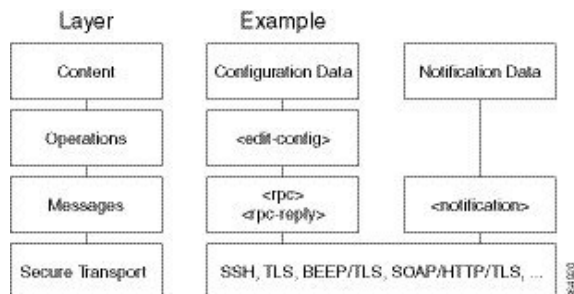 Layer Example
Content Configuration Data Notification Data
Operations <edit-config>
Messages <rpc> <notification>
<rpc-reply>
Secure Transport SSH, TLS, BEEP/TLS, SOAP/HTTP/TLS, ...